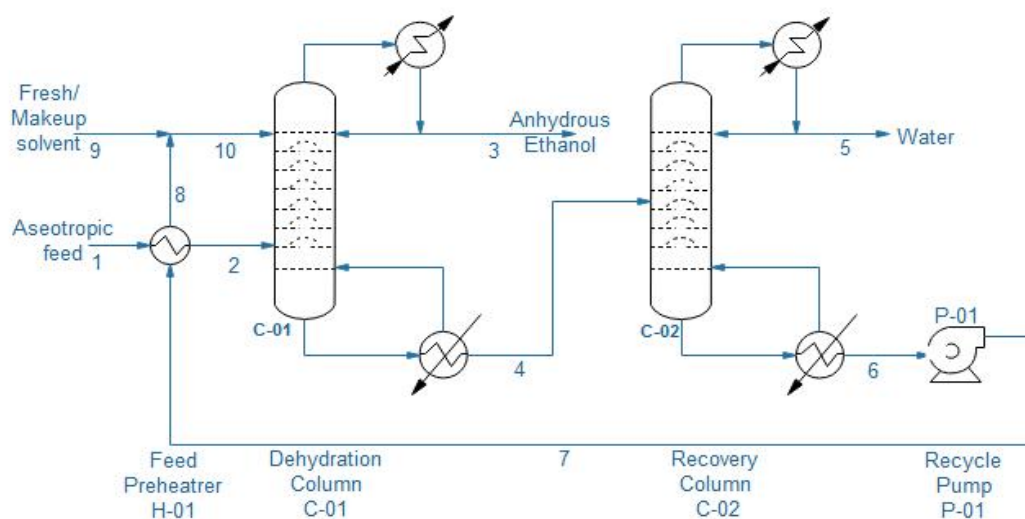 Fresh/
Makeup
solvent
9
10
3
Anhydrous
Ethanol
5
Water
8
Aseotropic
feed
1
2
C-01
4
C-02
P-01
6
7
Feed
Preheatrer
H-01
Dehydration
Column
C-01
Recovery
Column
C-02
Recycle
Pump
P-01